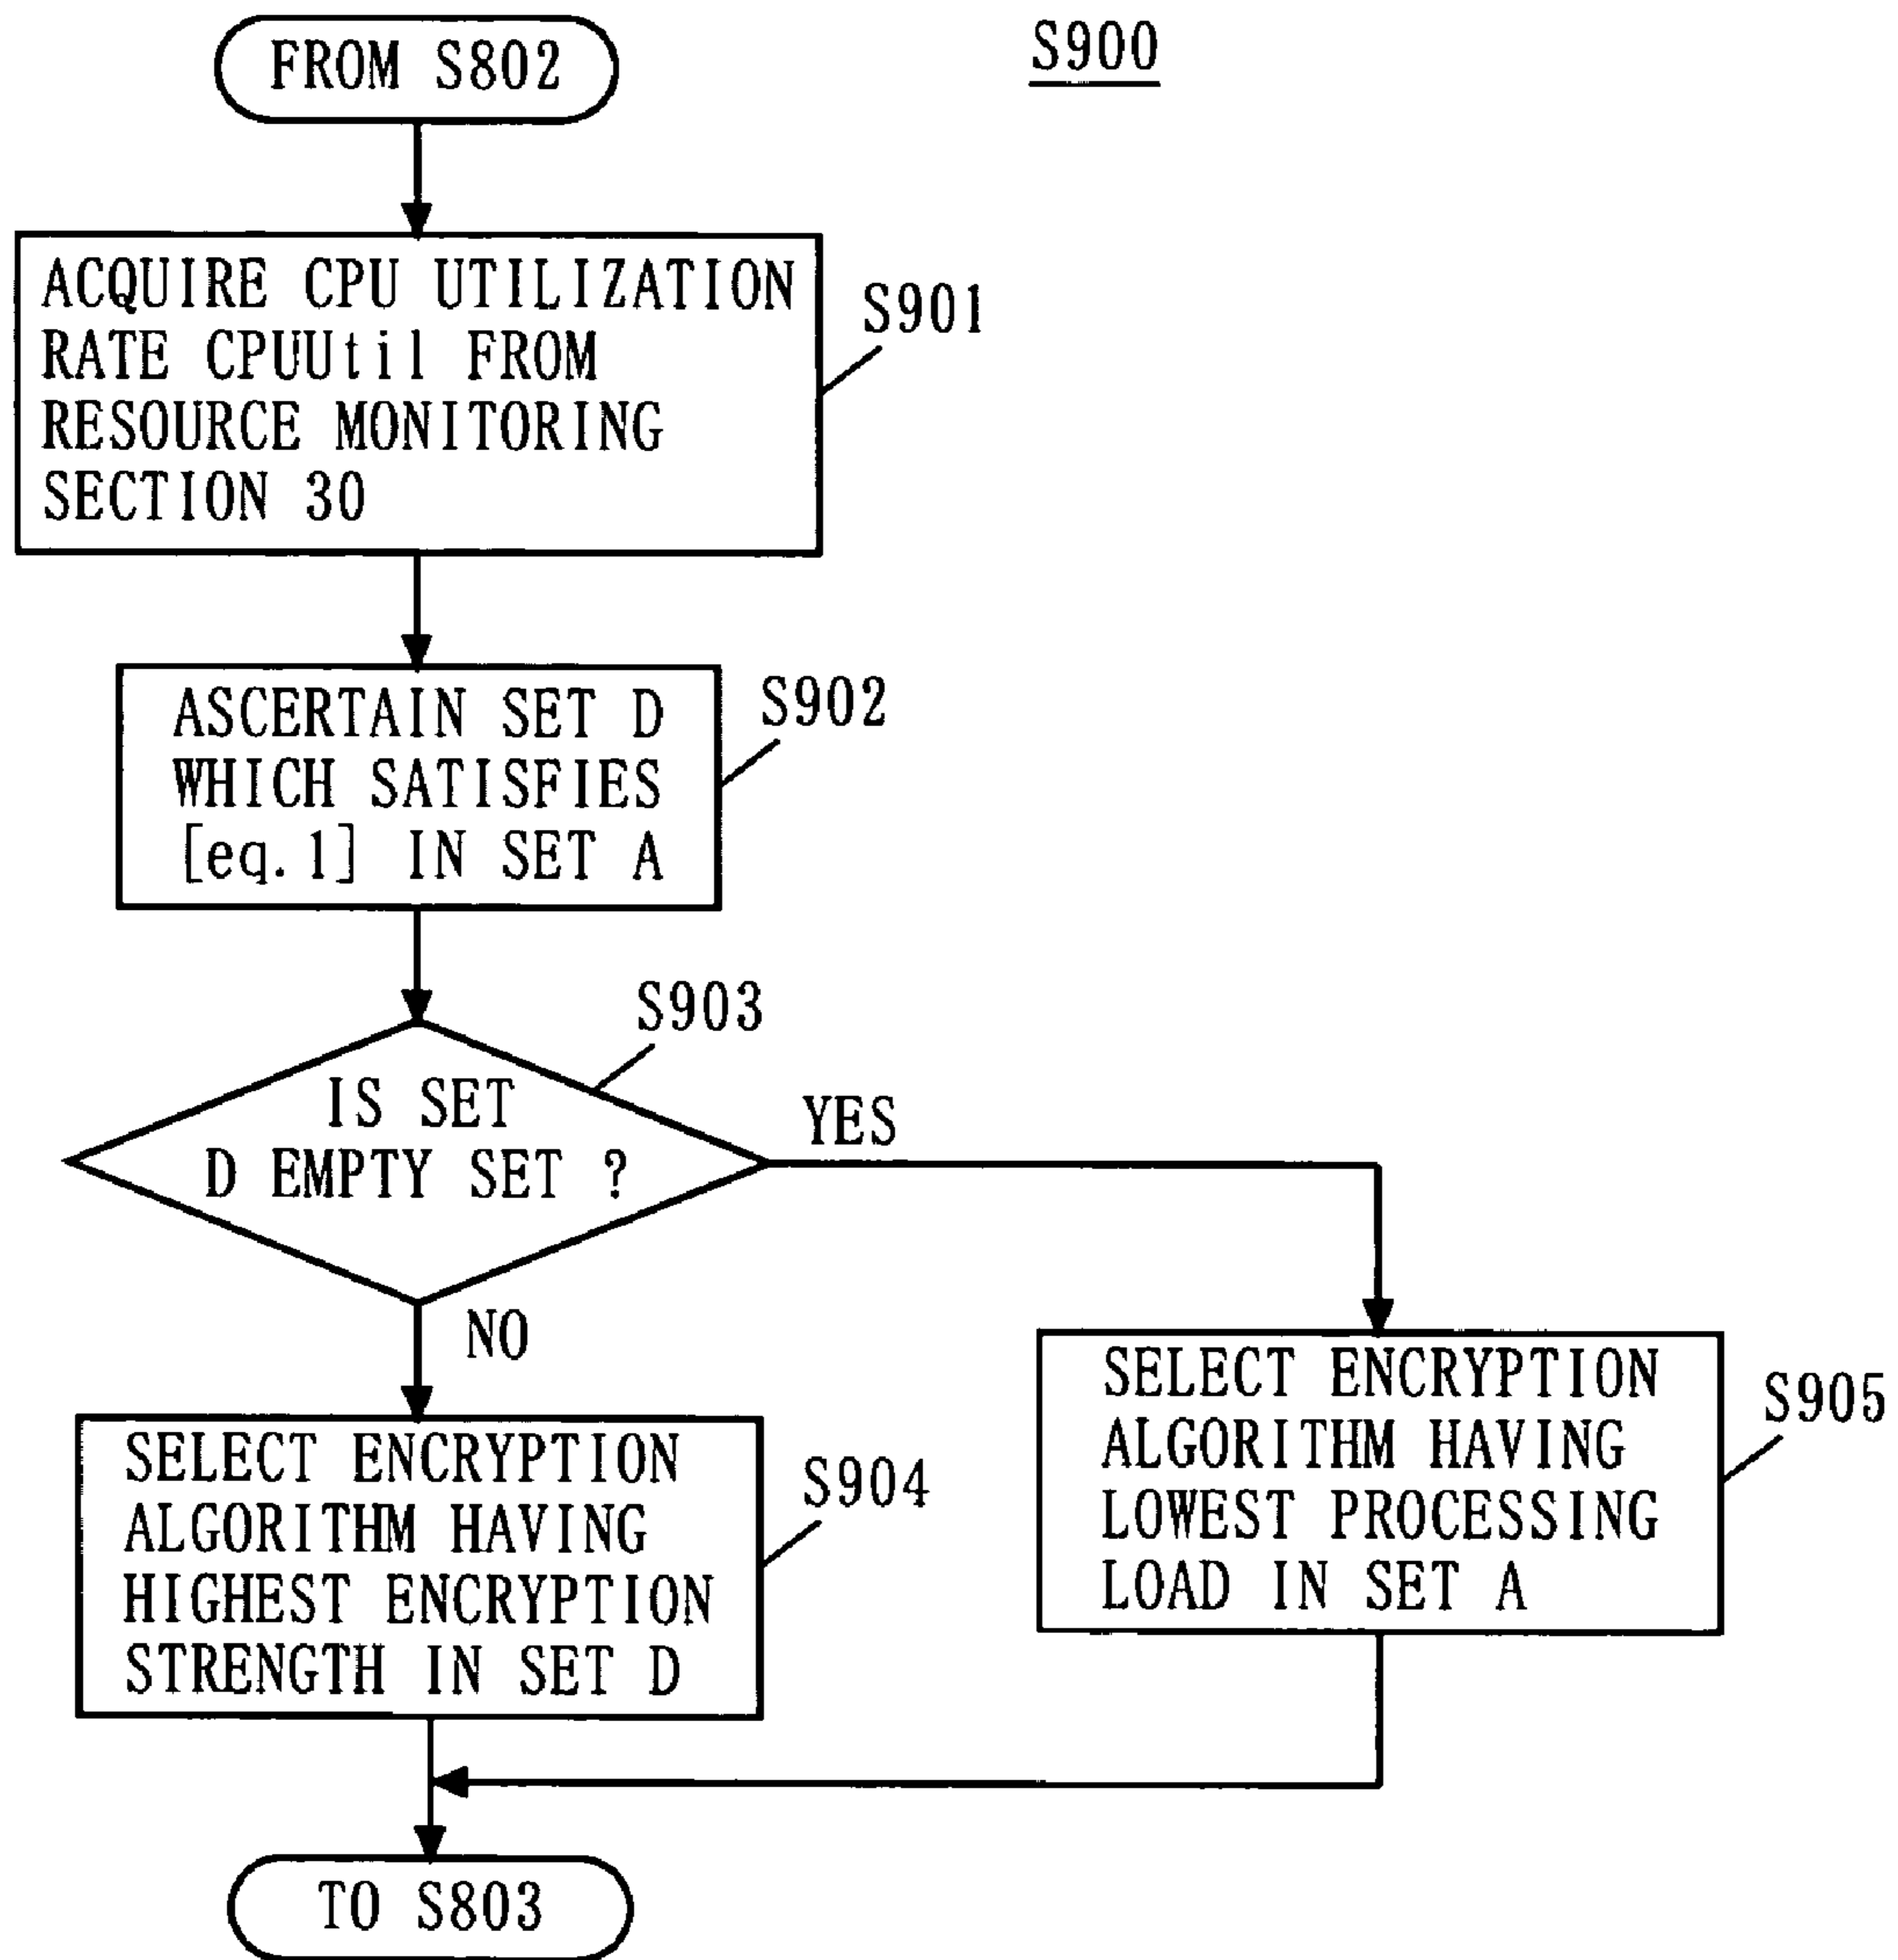 FROM S802
S900
ACQUIRE CPU UTILIZATION
RATE CPUUtil FROM
RESOURCE MONITORING
SECTION 30
S901
ASCERTAIN SET D
WHICH SATISFIES
[eq.1] IN SET A
S902
S903
IS SET
D EMPTY SET ?
YES
NO
SELECT ENCRYPTION
ALGORITHM HAVING
HIGHEST ENCRYPTION
STRENGTH IN SET D
S904
SELECT ENCRYPTION
ALGORITHM HAVING
LOWEST PROCESSING
LOAD IN SET A
S905
TO S803